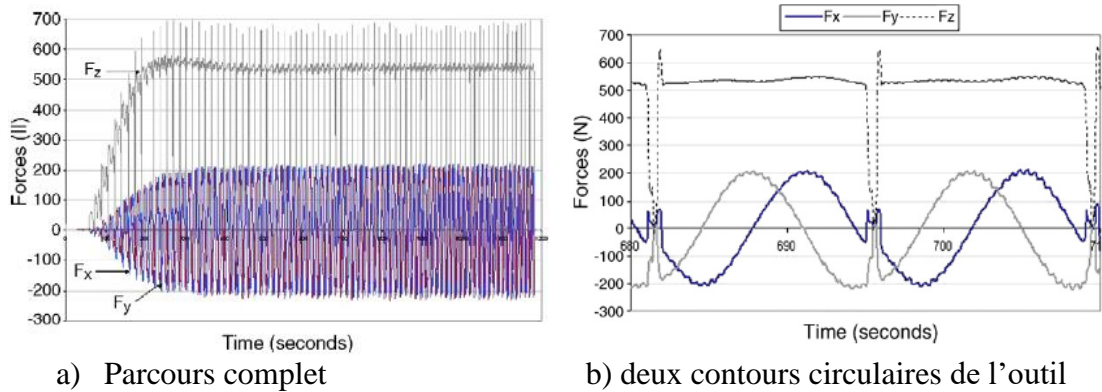 Fx Fy Fz
700
600
500
400
300
200
100
0
-100
-200
-300
Fz
Fx
Fy
Forces (II)
Time (seconds)
700
600
500
400
300
200
100
0
-100
-200
-300
680
690
700
Forces (N)
Time (seconds)
a) Parcours complet
b) deux contours circulaires de l’outil